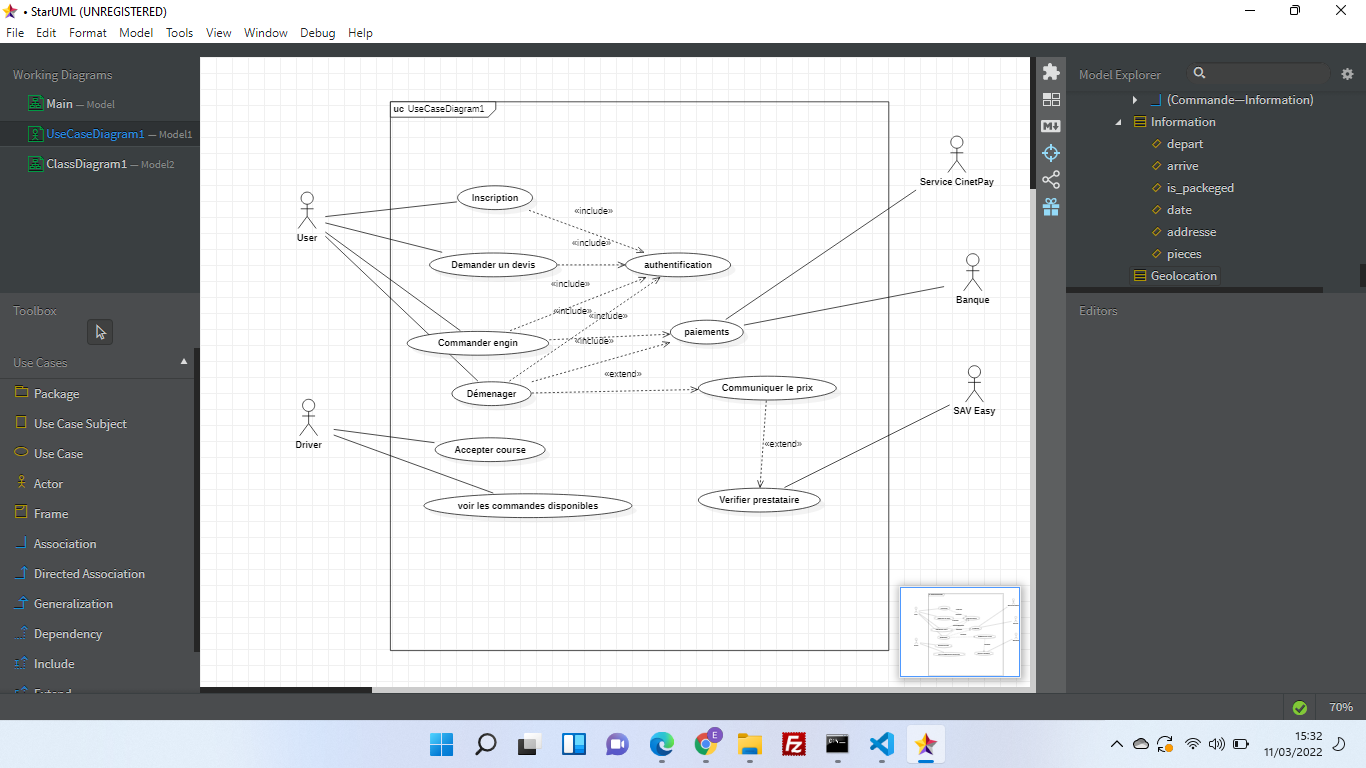 • StarUML (UNREGISTERED)
File Edit Format Model Tools View Window Debug Help
Working Diagrams
Main — Model
UseCaseDiagram1 — Model1
ClassDiagram1 — Model2
Toolbox
Use Cases
Package
Use Case Subject
Use Case
Actor
Frame
Association
Directed Association
Generalization
Dependency
Include
Extend
uc UseCaseDiagram1
Service CinetPay
Inscription
«include»
User
«include»
Demander un devis
authentification
«include»
Banque
«include»
«include»
paiements
Commander engin
«include»
«extend»
Communiquer le prix
Démenager
SAV Easy
Driver
«extend»
Accepter course
Verifier prestataire
voir les commandes disponibles
Model Explorer
(Commande—Information)
Information
depart
arrive
is_packeged
date
addresse
pieces
Geolocation
Editors
70%
E
15:32
11/03/2022